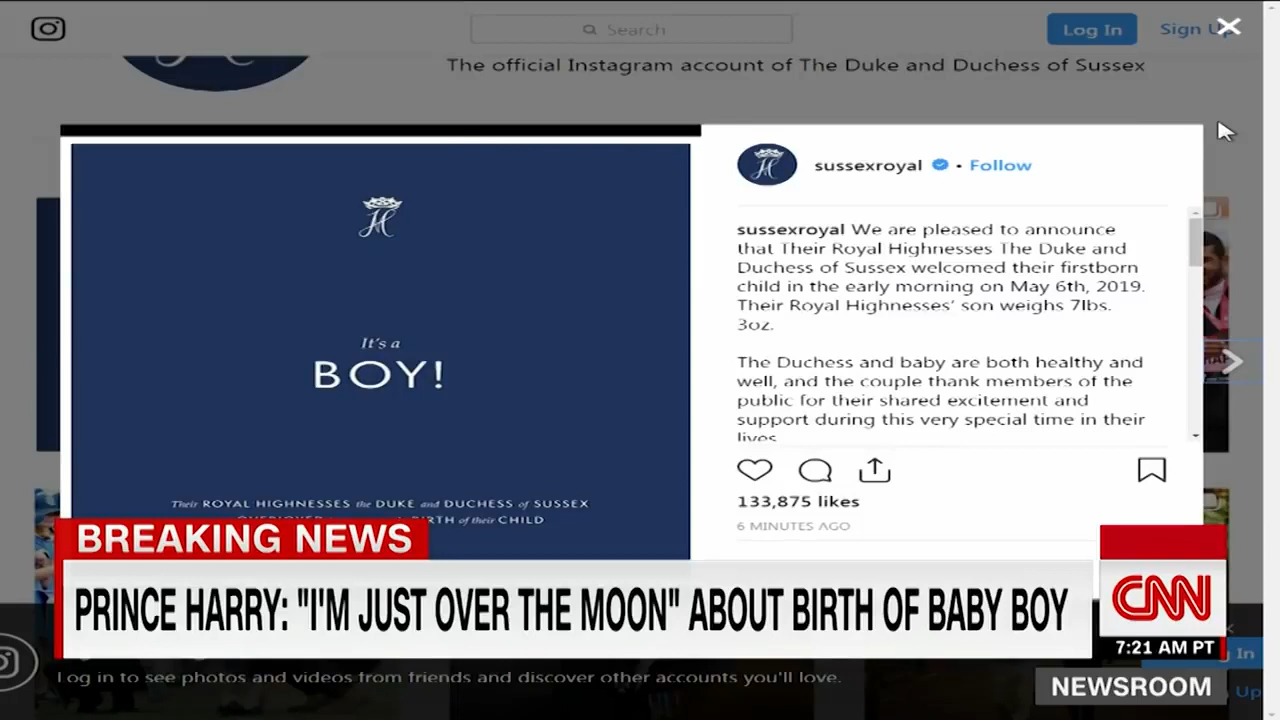 Search
Log In
Sign Up
The official Instagram account of The Duke and Duchess of Sussex
It's a
BOY!
Their ROYAL HIGHNESSES the DUKE and DUCHESS of SUSSEX
of their CHILD
sussexroyal • Follow
sussexroyal We are pleased to announce
that Their Royal Highnesses The Duke and
Duchess of Sussex welcomed their firstborn
child in the early morning on May 6th, 2019.
Their Royal Highnesses' son weighs 7lbs.
3oz.
The Duchess and baby are both healthy and
well, and the couple thank members of the
public for their shared excitement and
support during this very special time in their
lives
133,875 likes
6 MINUTES AGO
BREAKING NEWS
PRINCE HARRY: "I'M JUST OVER THE MOON" ABOUT BIRTH OF BABY BOY
CNN
7:21 AM PT
In
Log in to see photos and videos from friends and discover other accounts you'll love.
NEWSROOM
Up